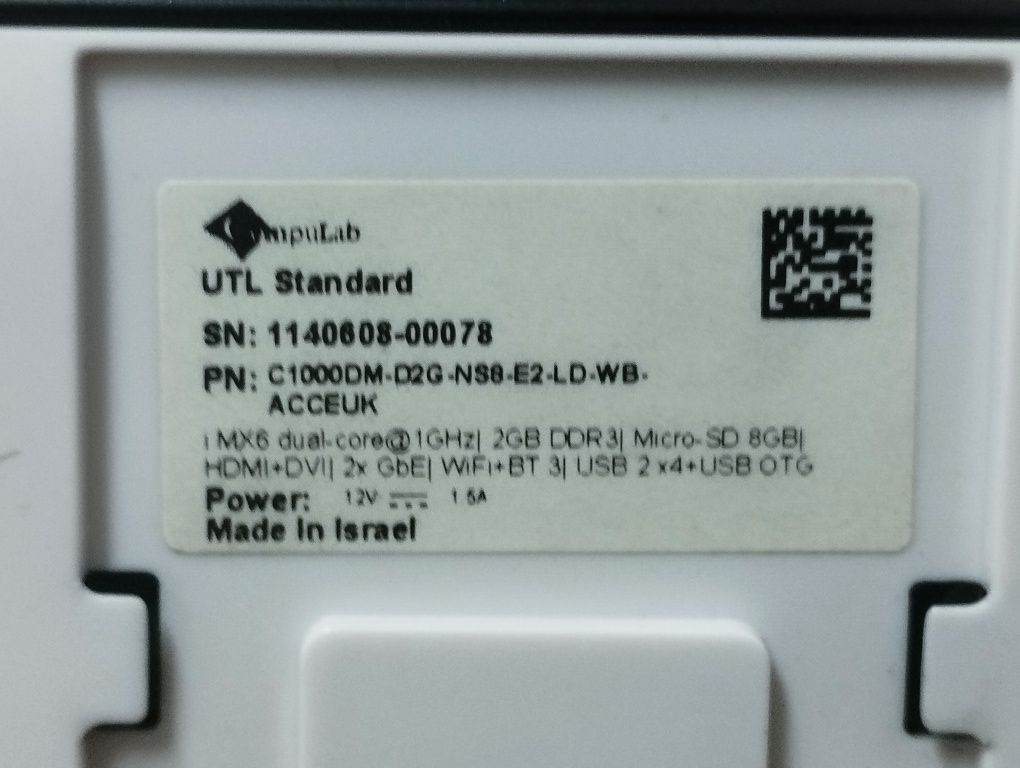 CompuLab
UTL Standard
SN: 1140608-00078
PN: C1000DM-D2G-NS8-E2-LD-WB-
ACCEUK
i.MX6 dual-core@1GHz| 2GB DDR3| Micro-SD 8GB|
HDMI+DVI| 2x GbE| WiFi+BT 3| USB 2 x4+USB OTG
Power: 12V 1.5A
Made In Israel